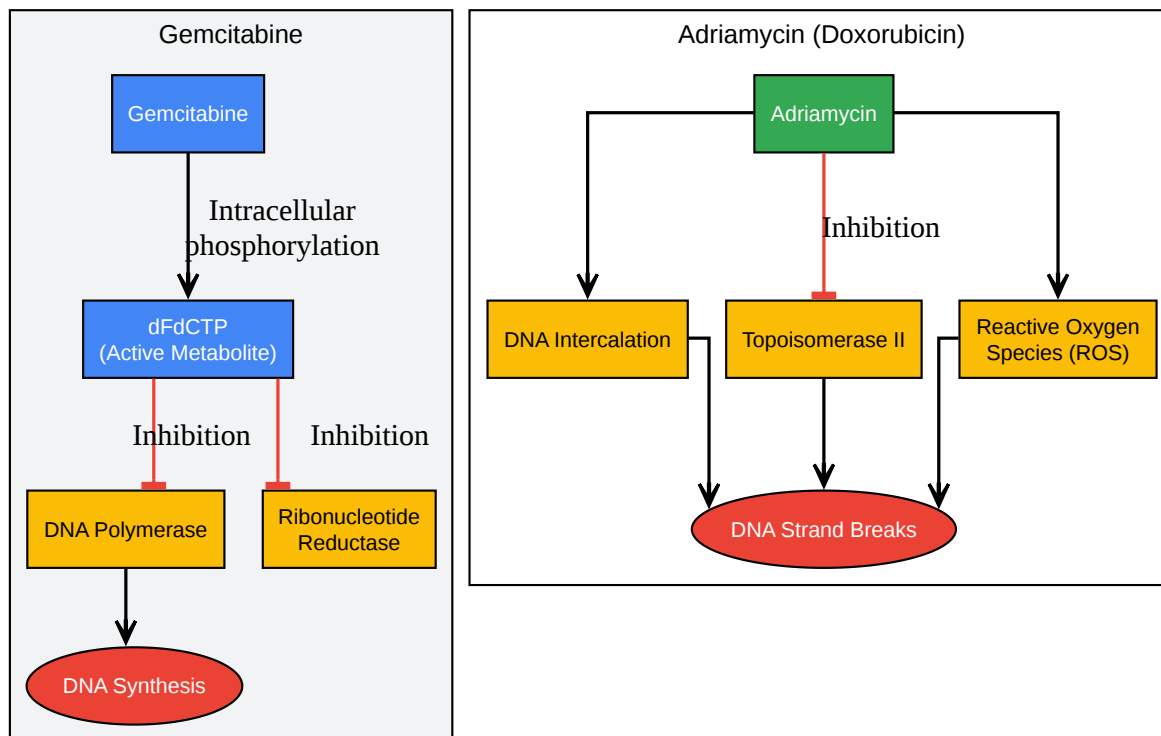 Gemcitabine
Gemcitabine
Intracellular
phosphorylation
dFdCTP
(Active Metabolite)
Inhibition
Inhibition
DNA Polymerase
Ribonucleotide
Reductase
DNA Synthesis
Adriamycin (Doxorubicin)
Adriamycin
Inhibition
DNA Intercalation
Topoisomerase II
Reactive Oxygen
Species (ROS)
DNA Strand Breaks